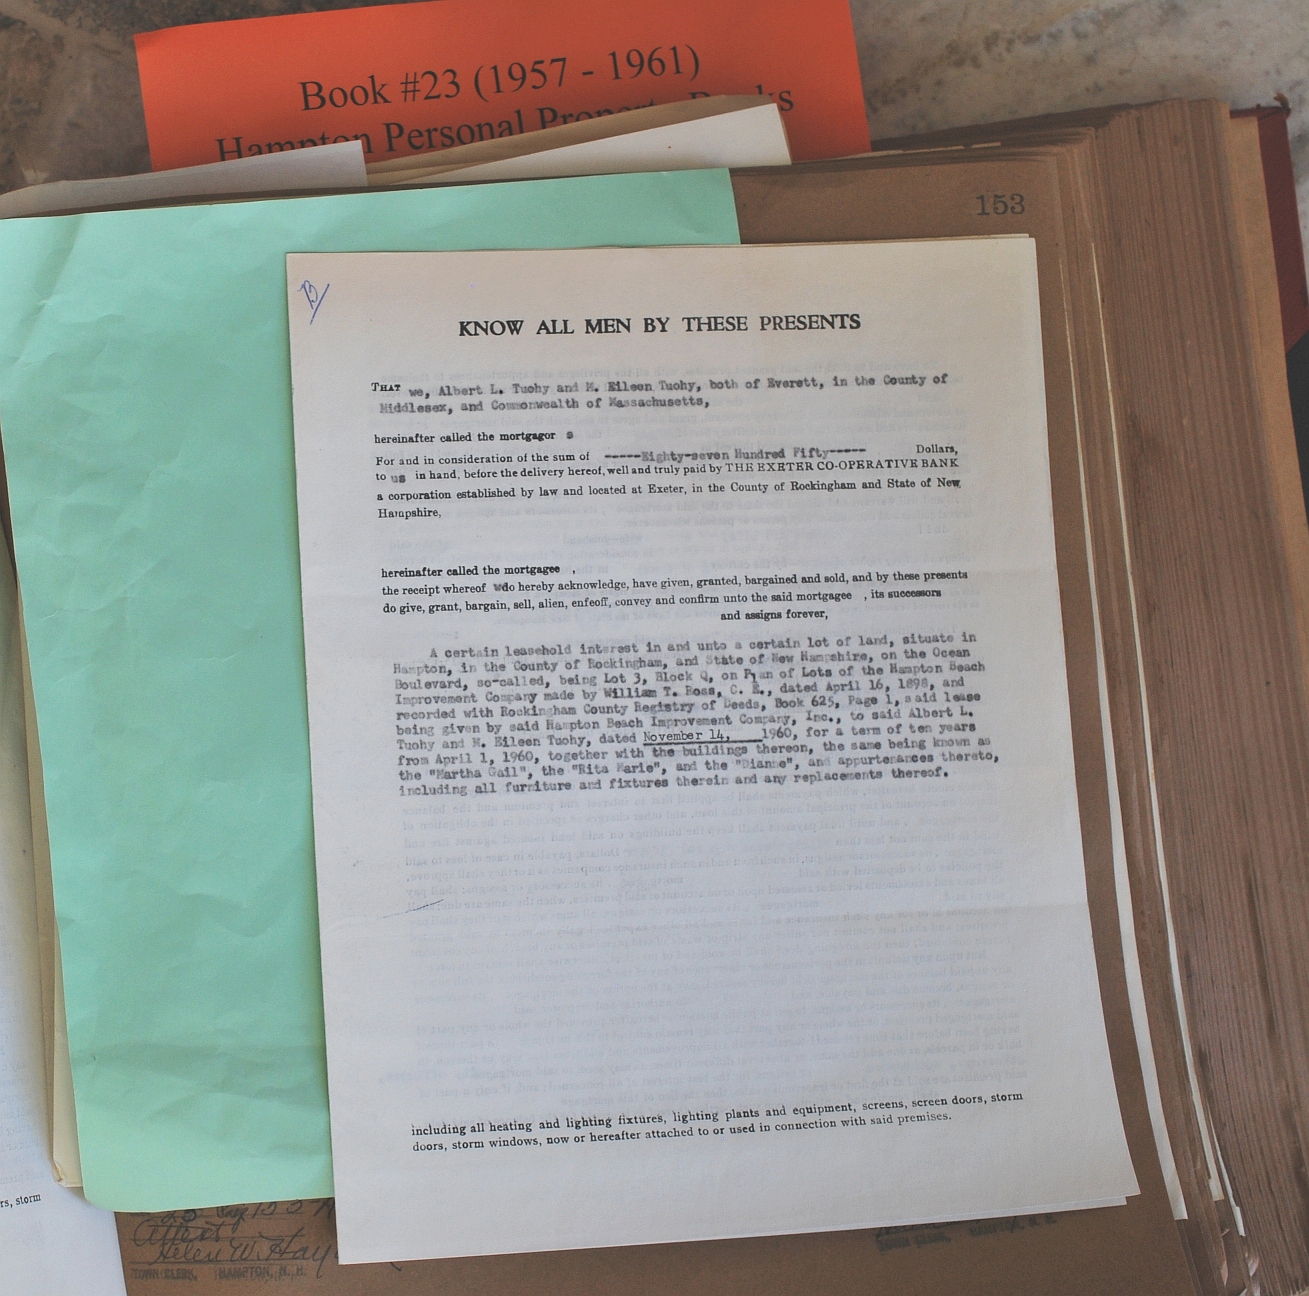 Book #23 (1957 - 1961)
Hampton Personal Property Books
153
KNOW ALL MEN BY THESE PRESENTS
THAT we, Albert L. Tuohy and M. Eileen Tuohy, both of Everett, in the County of
Middlesex, and Commonwealth of Massachusetts,
hereinafter called the mortgagor s
For and in consideration of the sum of -----Eighty-seven Hundred Fifty----- Dollars,
to us in hand, before the delivery hereof, well and truly paid by THE EXETER CO-OPERATIVE BANK
a corporation established by law and located at Exeter, in the County of Rockingham and State of New
Hampshire,
hereinafter called the mortgagee ,
the receipt whereof we do hereby acknowledge, have given, granted, bargained and sold, and by these presents
do give, grant, bargain, sell, alien, enfeoff, convey and confirm unto the said mortgagee , its successors
and assigns forever,
A certain leasehold interest in and unto a certain lot of land, situate in
Hampton, in the County of Rockingham, and State of New Hampshire, on the Ocean
Boulevard, so-called, being Lot 3, Block Q, on Plan of Lots of the Hampton Beach
Improvement Company made by William T. Ross, C. E., dated April 16, 1898, and
recorded with Rockingham County Registry of Deeds, Book 625, Page 1, said lease
being given by said Hampton Beach Improvement Company, Inc., to said Albert L.
Tuohy and M. Eileen Tuohy, dated November 14, 1960, for a term of ten years
from April 1, 1960, together with the buildings thereon, the same being known as
the "Martha Gail", the "Rita Marie", and the "Dianne", and appurtenances thereto,
including all furniture and fixtures therein and any replacements thereof.
including all heating and lighting fixtures, lighting plants and equipment, screens, screen doors, storm
doors, storm windows, now or hereafter attached to or used in connection with said premises.
rs, storm
Attest
Helen W. Hay
TOWN CLERK, HAMPTON, N. H.